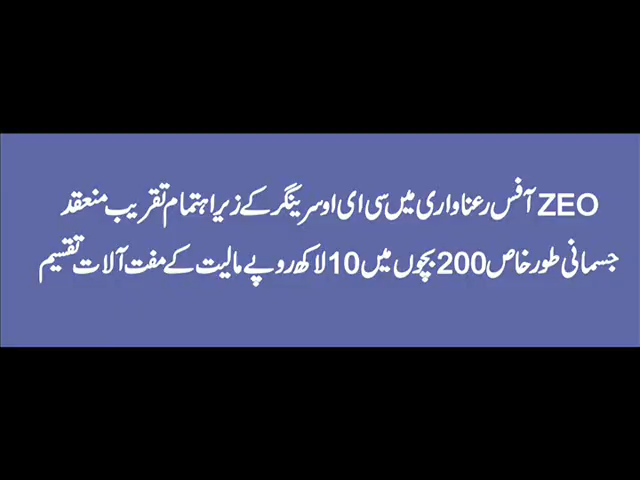 ZEO آفس رعناواری میں سی ای او سرینگر کے زیر اہتمام تقریب منعقد
جسمانی طور خاص 200 بچوں میں 10 لاکھ روپے مالیت کے مفت آلات تقسیم